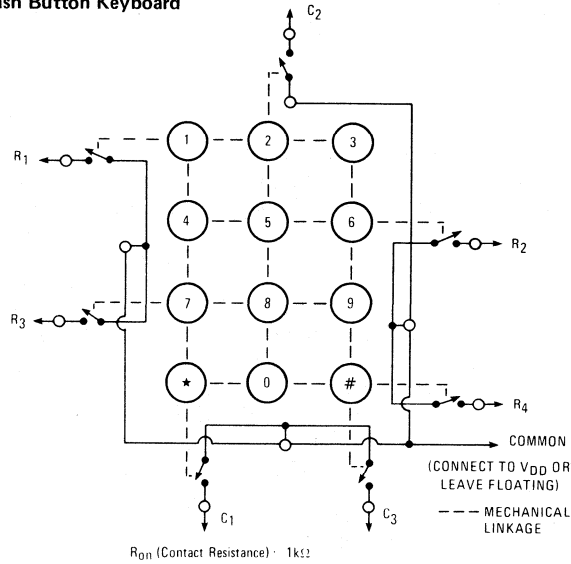 Button Keyboard
C2
1 2 3
R1
4 5 6
R2
R3
7 8 9
★ 0 #
R4
COMMON
(CONNECT TO VDD OR
LEAVE FLOATING)
C1
C3
--- MECHANICAL
LINKAGE
Ron (Contact Resistance) · 1kΩ